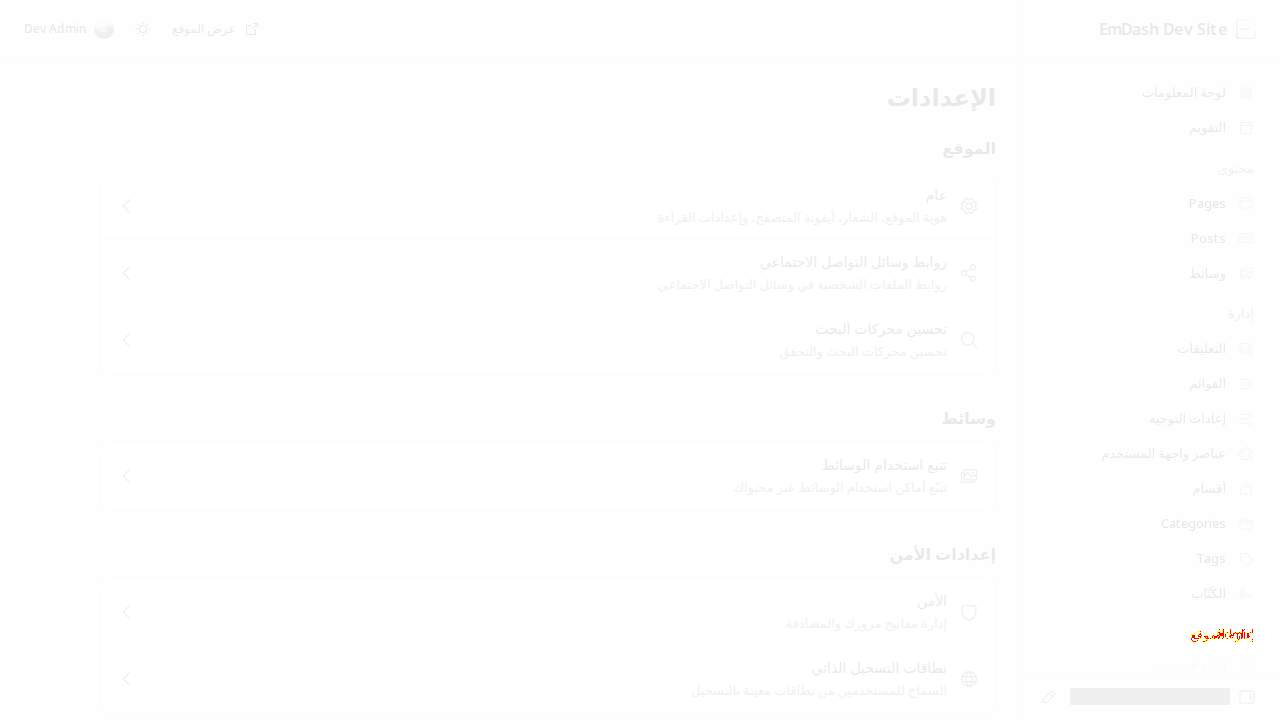 EmDash Dev Site
عرض الموقع
Dev Admin
لوحة المعلومات
التقويم
محتوى
Pages
Posts
وسائط
إدارة
التعليقات
القوائم
إعادات التوجيه
عناصر واجهة المستخدم
أقسام
Categories
Tags
الكُتّاب
الإعدادات
الموقع
عام
هوية الموقع، الشعار، أيقونة المتصفح، وإعدادات القراءة
روابط وسائل التواصل الاجتماعي
روابط الملفات الشخصية في وسائل التواصل الاجتماعي
تحسين محركات البحث
تحسين محركات البحث والتحقق
وسائط
تتبع استخدام الوسائط
تتبّع أماكن استخدام الوسائط عبر محتواك
إعدادات الأمن
الأمن
إدارة مفاتيح مرورك والمصادقة
نطاقات التسجيل الذاتي
السماح للمستخدمين من نطاقات معينة بالتسجيل